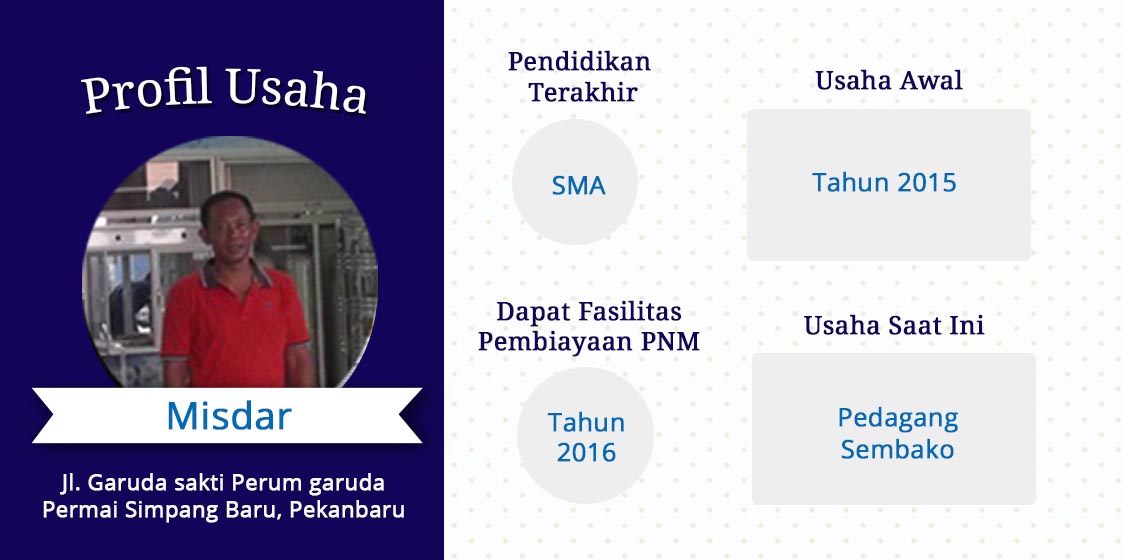 Profil Usaha
Misdar
Jl. Garuda sakti Perum garuda
Permai Simpang Baru, Pekanbaru
Pendidikan
Terakhir
SMA
Usaha Awal
Tahun 2015
Dapat Fasilitas
Pembiayaan PNM
Tahun
2016
Usaha Saat Ini
Pedagang
Sembako